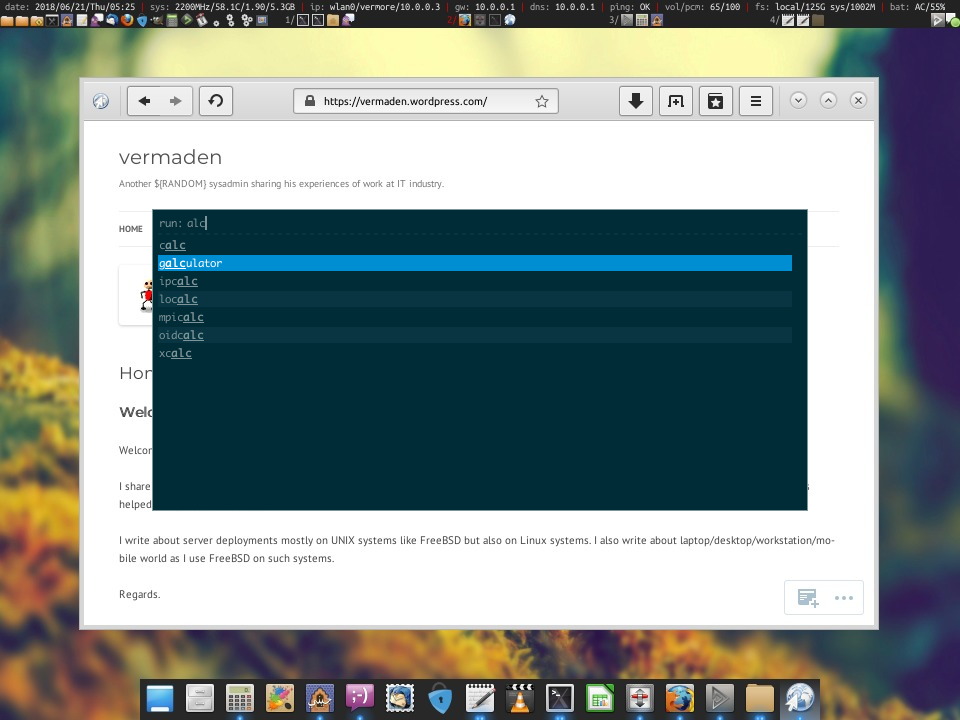 date: 2018/06/21/Thu/05:25 | sys: 2200MHz/58.1C/1.90/5.3GB | ip: wlan0/vermore/10.0.0.3 | gw: 10.0.0.1 | dns: 10.0.0.1 | ping: OK | vol/pcm: 65/100 | fs: local/125G sys/1002M | bat: AC/55%
1/ 2/ 3/ 4/
https://vermaden.wordpress.com/
vermaden
Another ${RANDOM} sysadmin sharing his experiences of work at IT industry.
run: alc
HOME
calc
galculator
ipcalc
localc
mpicalc
oidcalc
xcalc
I share
helped
I write about server deployments mostly on UNIX systems like FreeBSD but also on Linux systems. I also write about laptop/desktop/workstation/mo-
bile world as I use FreeBSD on such systems.
Regards.